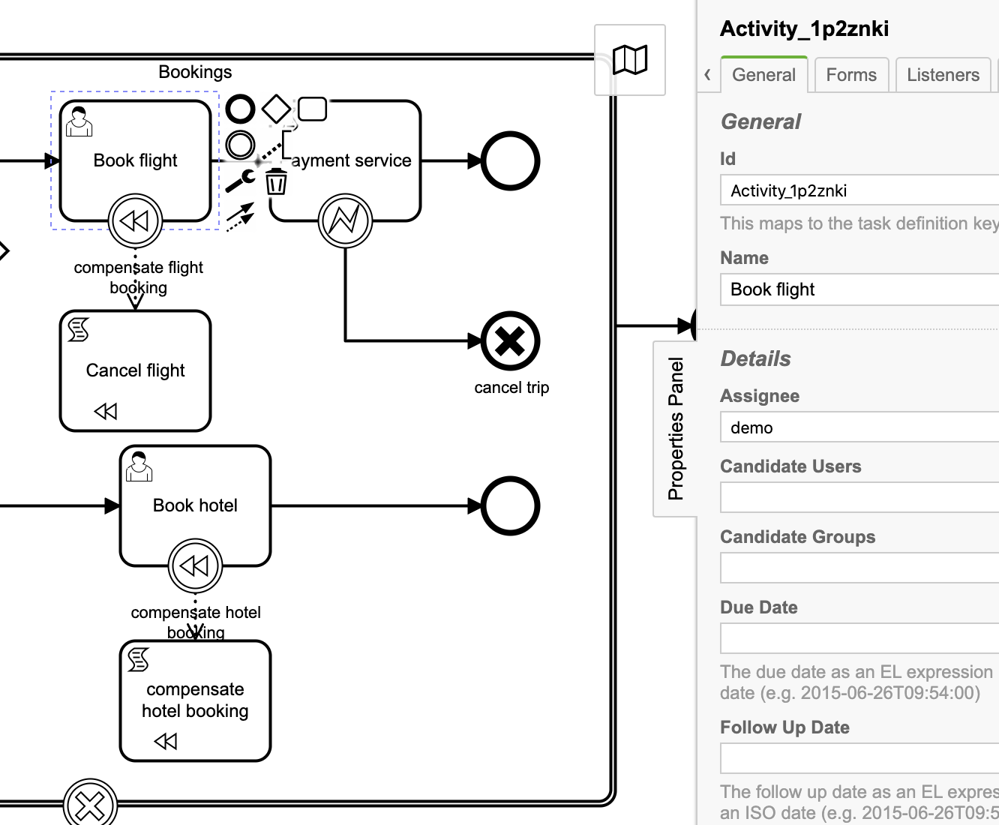 Bookings
Book flight
ayment service
compensate flight
booking
Cancel flight
cancel trip
Book hotel
compensate hotel
booking
compensate
hotel booking
Properties Panel
Activity_1p2znki
General
Forms
Listeners
General
Id
Activity_1p2znki
This maps to the task definition key
Name
Book flight
Details
Assignee
demo
Candidate Users
Candidate Groups
Due Date
The due date as an EL expression
date (e.g. 2015-06-26T09:54:00)
Follow Up Date
The follow up date as an EL expres
an ISO date (e.g. 2015-06-26T09:5